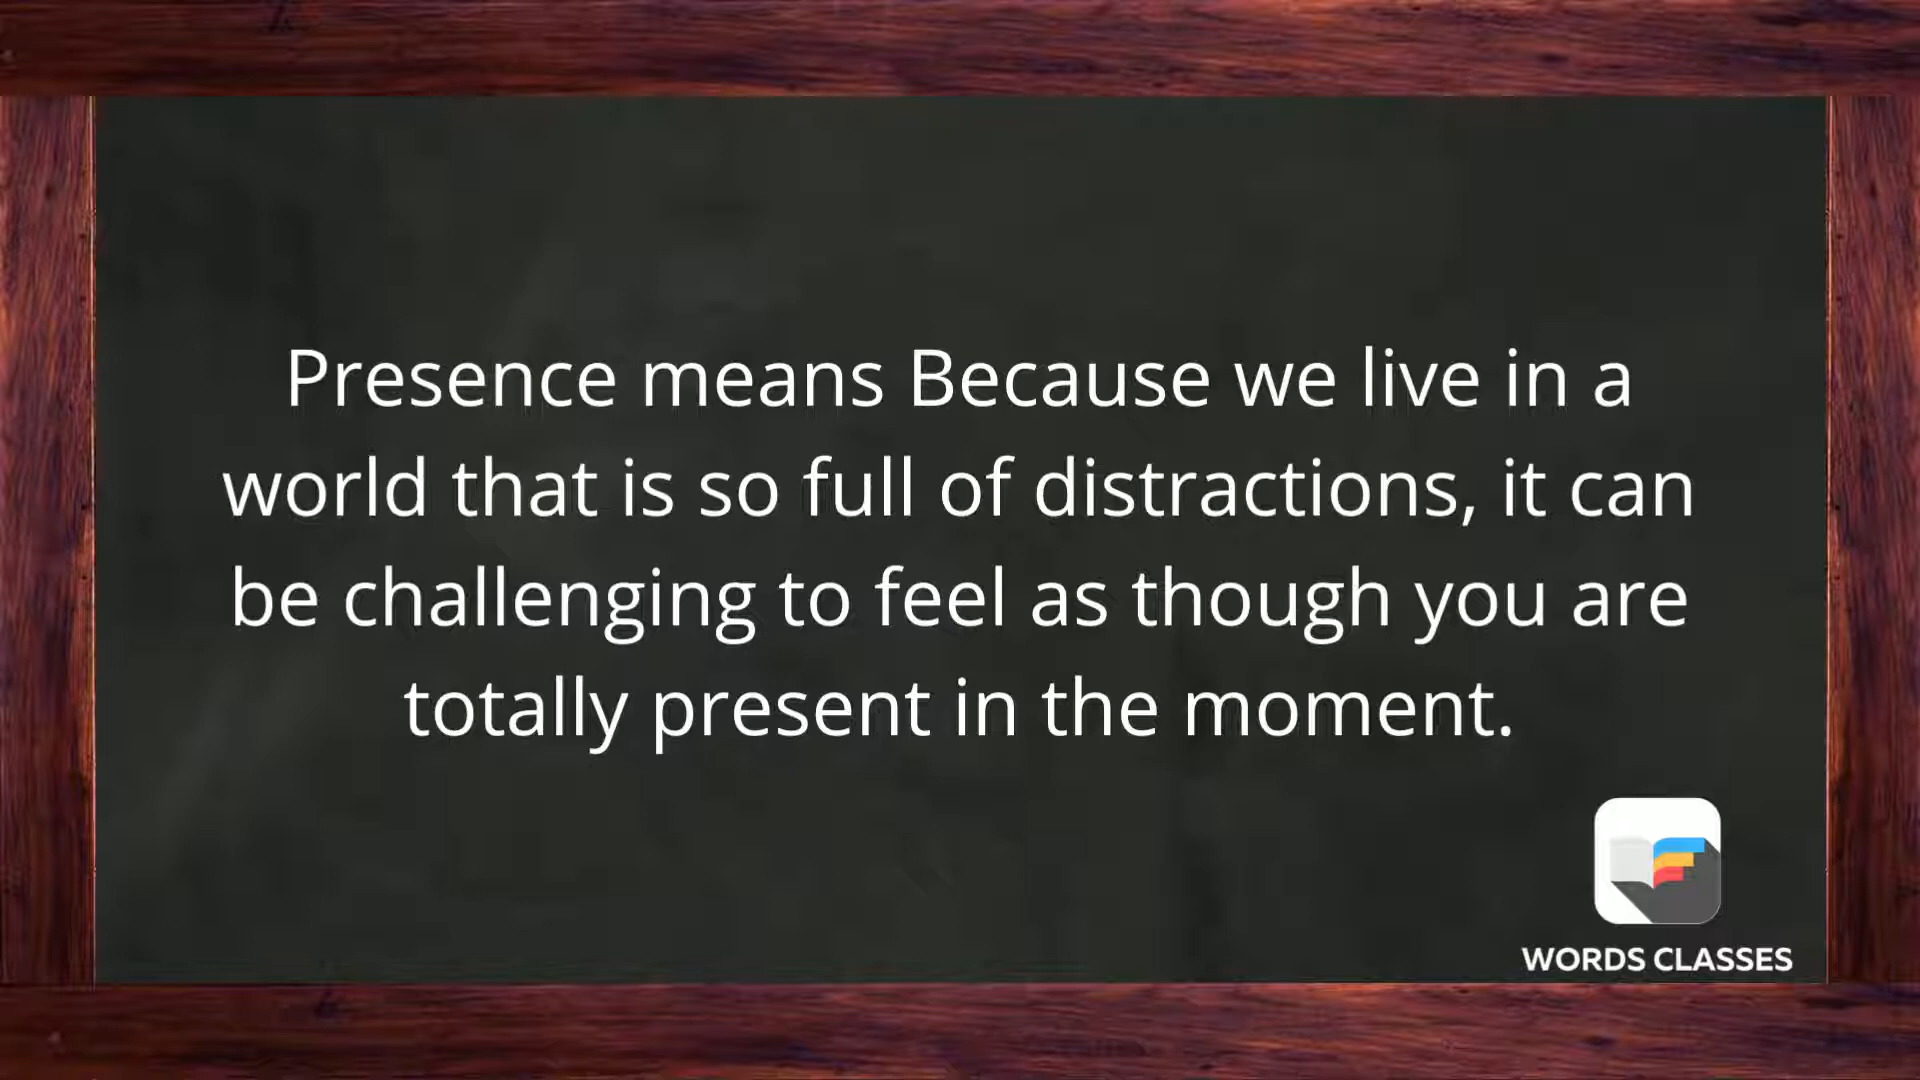 Presence means Because we live in a
world that is so full of distractions, it can
be challenging to feel as though you are
totally present in the moment.
WORDS CLASSES